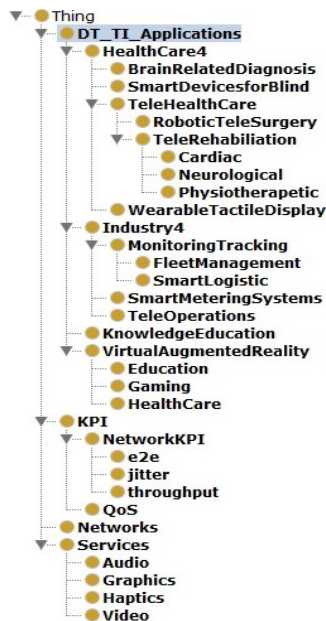 Thing
DT_TI_Applications
HealthCare4
BrainRelatedDiagnosis
SmartDevicesforBlind
TeleHealthCare
RoboticTeleSurgery
TeleRehabiliation
Cardiac
Neurological
Physiotherapetic
WearableTactileDisplay
Industry4
MonitoringTracking
FleetManagement
SmartLogistic
SmartMeteringSystems
TeleOperations
KnowledgeEducation
VirtualAugmentedReality
Education
Gaming
HealthCare
KPI
NetworkKPI
e2e
jitter
throughput
QoS
Networks
Services
Audio
Graphics
Haptics
Video